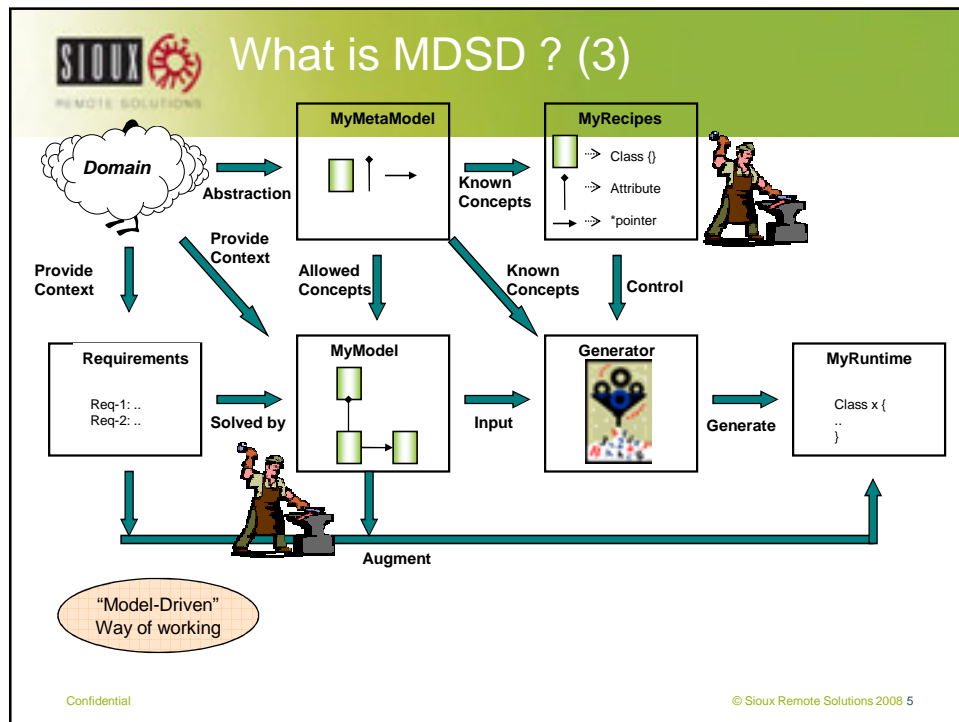 SIOUX
REMOTE SOLUTIONS
What is MDSD ? (3)
Domain
Abstraction
MyMetaModel
Known
Concepts
MyRecipes
Class {}
Attribute
*pointer
Provide
Context
Provide
Context
Allowed
Concepts
Known
Concepts
Control
Requirements
Req-1: ..
Req-2: ..
Solved by
MyModel
Input
Generator
Generate
MyRuntime
Class x {
..
}
Augment
“Model-Driven”
Way of working
Confidential
© Sioux Remote Solutions 2008 5